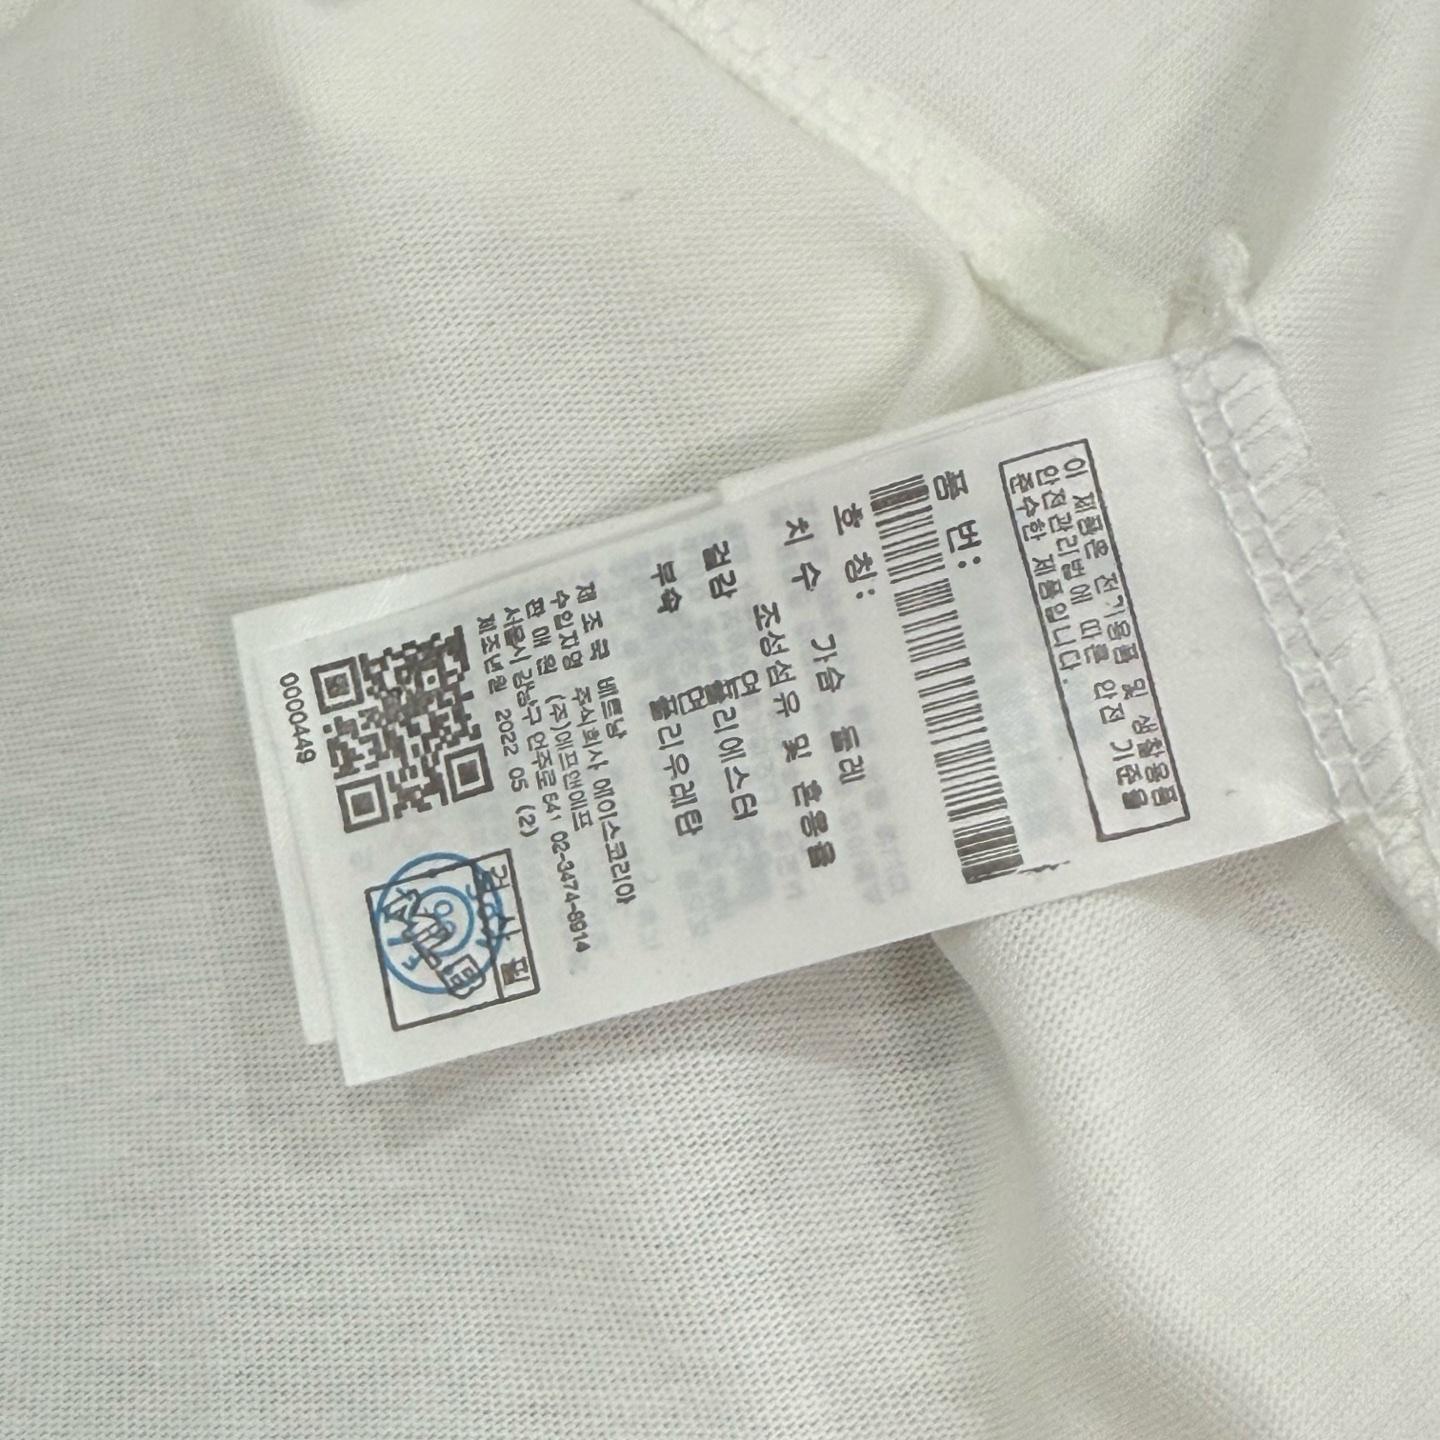 이 제품은 전기용품 및 생활용품
안전관리법에 따른 안전 기준을
준수한 제품입니다.
품 번:
호 칭:
치 수 가슴 둘레
조성섬유 및 혼용율
겉감 면
폴리에스터
부속 면
폴리우레탄
제 조 국 베트남
수입자명 주식회사 에이스코리아
판 매 원 (주)에프앤에프
서울시 강남구 언주로 541 02-3474-8914
제조년월 2022 05 (2)
0000449
검 사 필